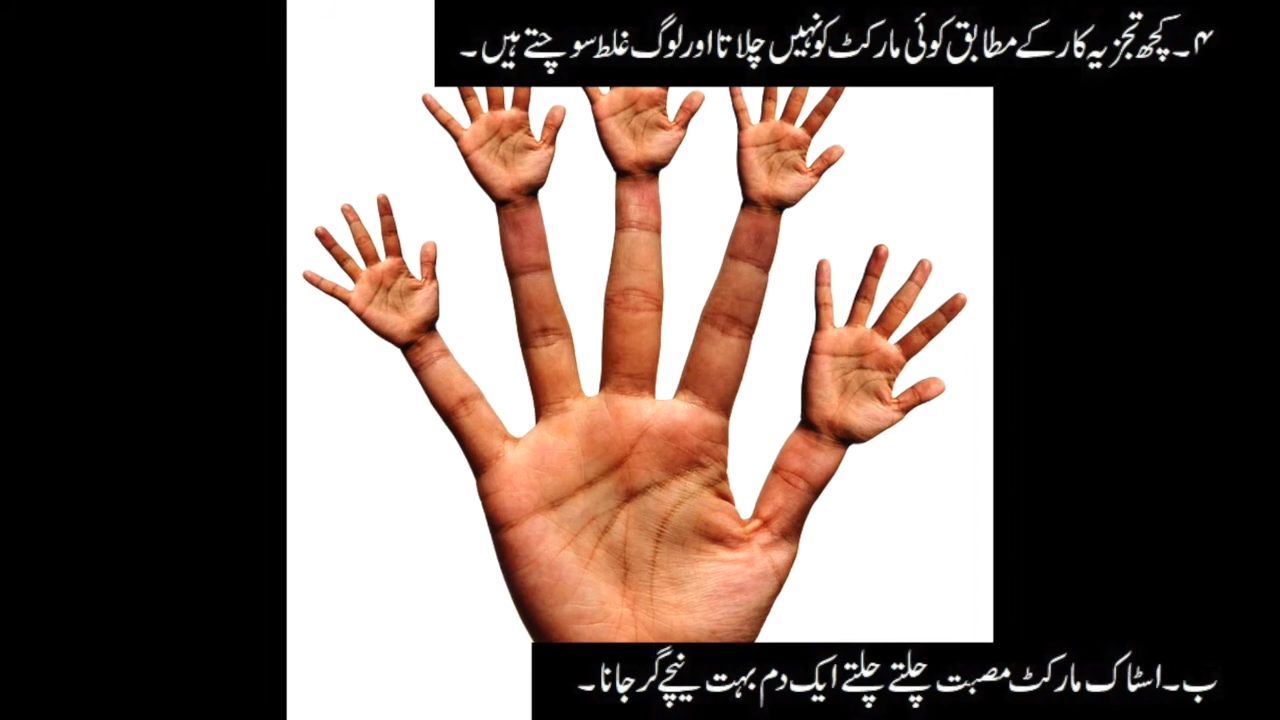 ۴۔ کچھ تجزیہ کار کے مطابق کوئی مارکٹ کو نہیں چلاتا اور لوگ غلط سوچتے ہیں۔
ب۔ اسٹاک مارکٹ مصبت چلتے چلتے ایک دم بہت نیچے گر جانا۔